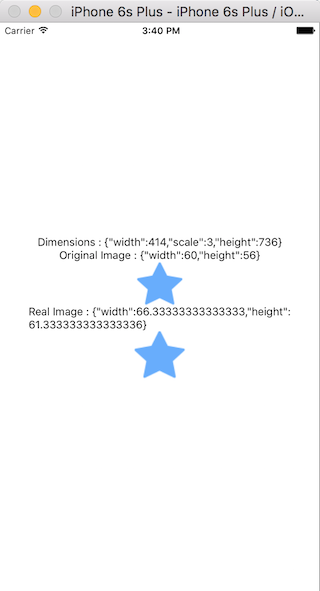 iPhone 6s Plus - iPhone 6s Plus / iO...
Carrier 3:40 PM
Dimensions : {"width":414,"scale":3,"height":736}
Original Image : {"width":60,"height":56}
Real Image : {"width":66.33333333333333,"height":
61.333333333333336}